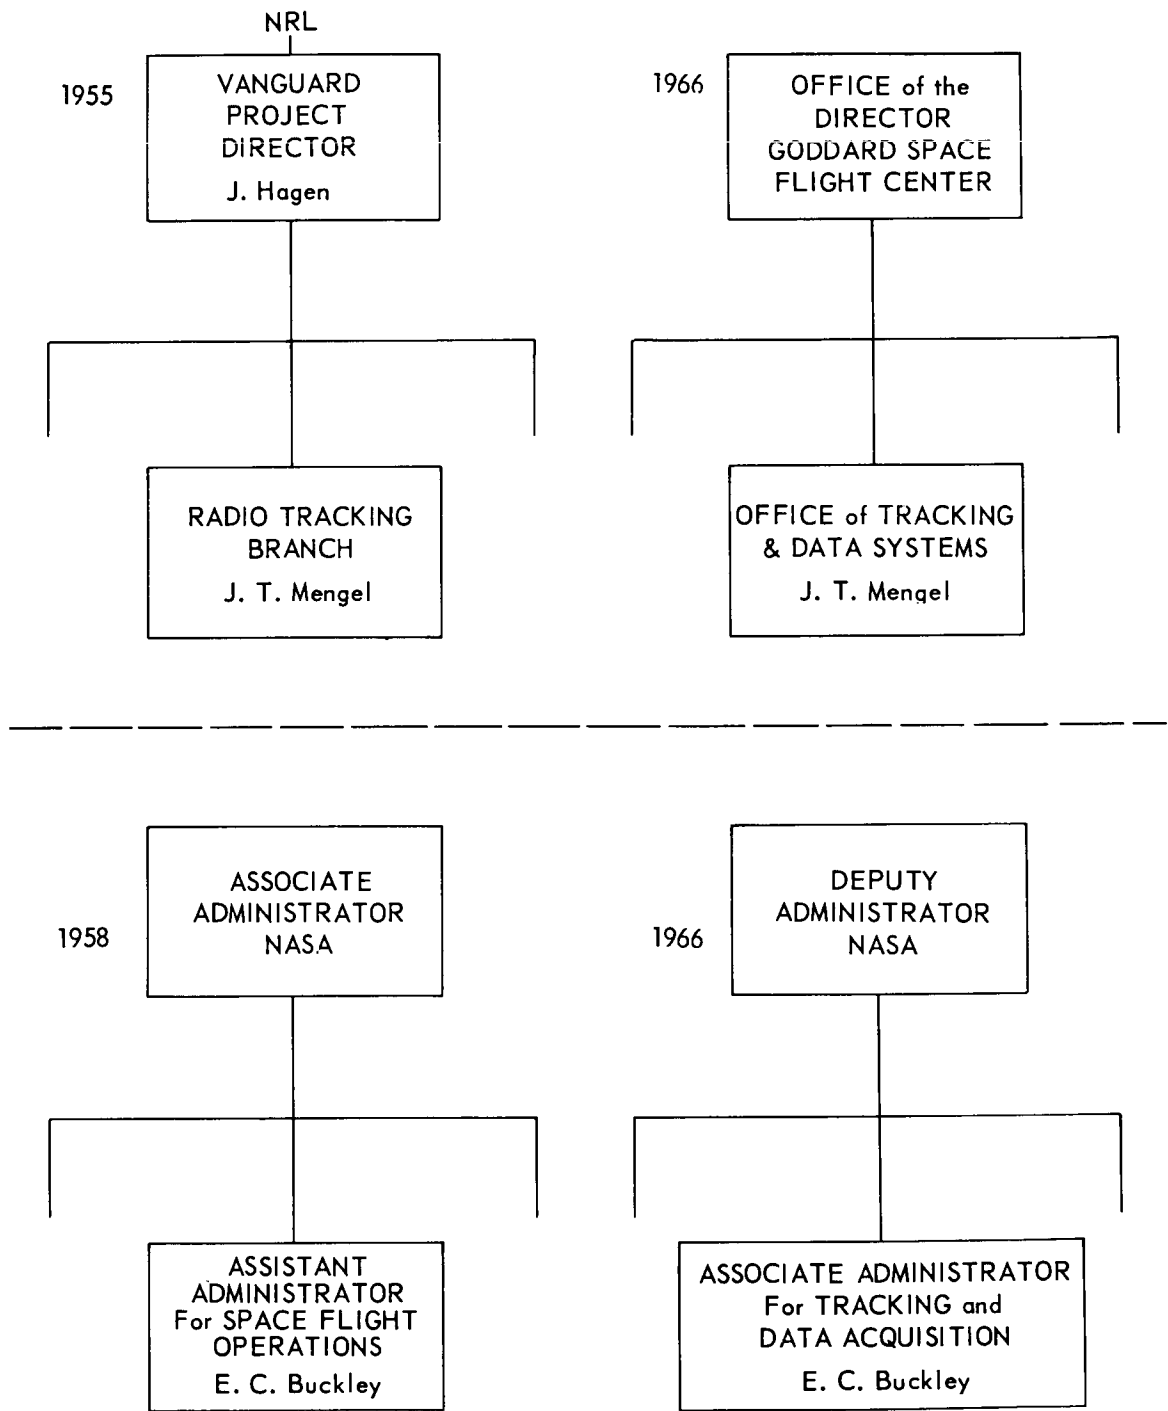 NRL
1955
VANGUARD
PROJECT
DIRECTOR
J. Hagen
1966
OFFICE of the
DIRECTOR
GODDARD SPACE
FLIGHT CENTER
RADIO TRACKING
BRANCH
J. T. Mengel
OFFICE of TRACKING
& DATA SYSTEMS
J. T. Mengel
1958
ASSOCIATE
ADMINISTRATOR
NASA
1966
DEPUTY
ADMINISTRATOR
NASA
ASSISTANT
ADMINISTRATOR
For SPACE FLIGHT
OPERATIONS
E. C. Buckley
ASSOCIATE ADMINISTRATOR
For TRACKING and
DATA ACQUISITION
E. C. Buckley